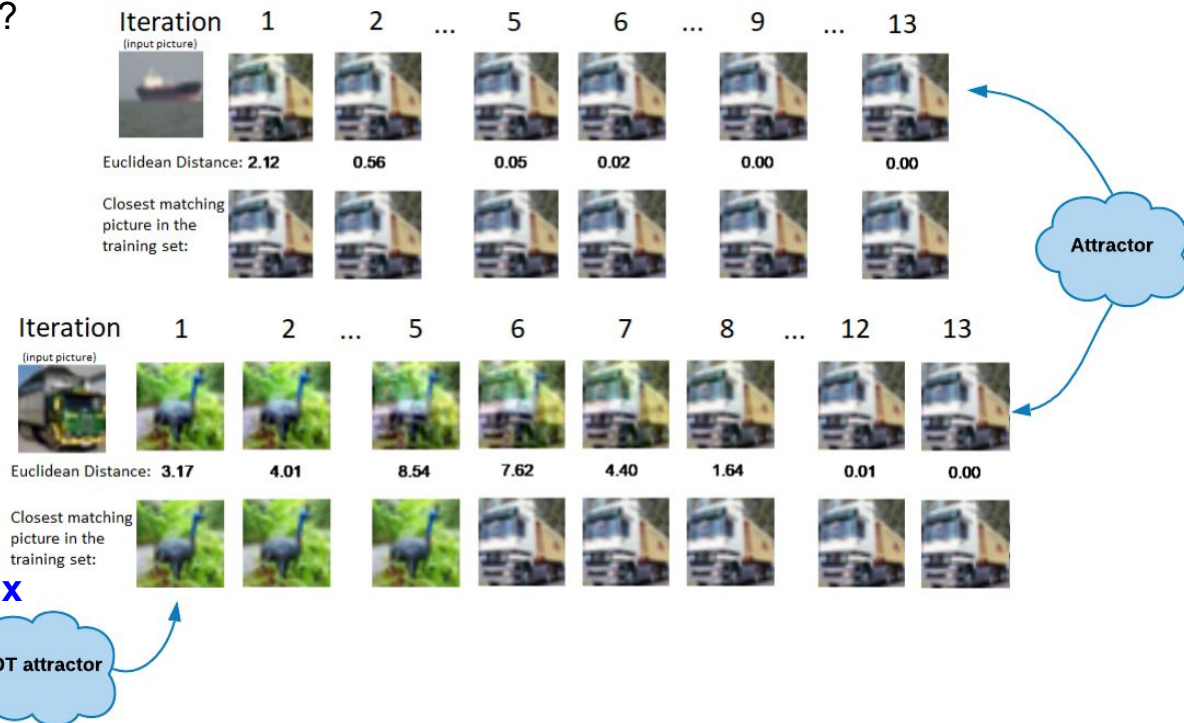 ?
Iteration 1 2 ... 5 6 ... 9 ... 13
(input picture)
Euclidean Distance: 2.12 0.56 0.05 0.02 0.00 0.00
Closest matching
picture in the
training set:
Attractor
Iteration 1 2 ... 5 6 7 8 ... 12 13
(input picture)
Euclidean Distance: 3.17 4.01 8.54 7.62 4.40 1.64 0.01 0.00
Closest matching
picture in the
training set:
x
OT attractor